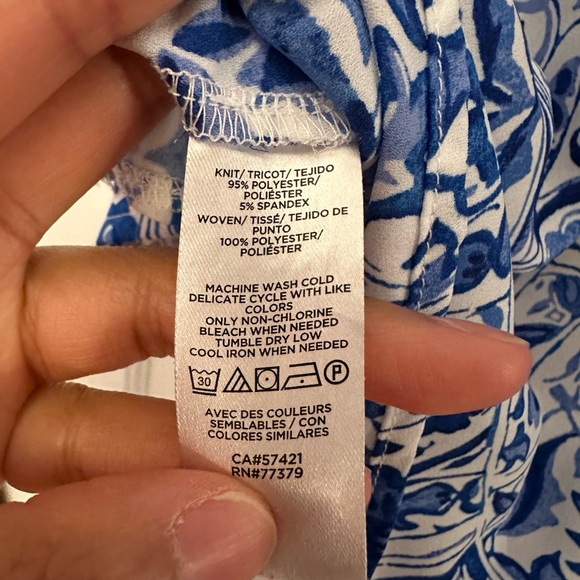 KNIT/ TRICOT/ TEJIDO
95% POLYESTER/
POLIÉSTER
5% SPANDEX
WOVEN/ TISSÉ/ TEJIDO DE
PUNTO
100% POLYESTER/
POLIÉSTER
MACHINE WASH COLD
DELICATE CYCLE WITH LIKE
COLORS
ONLY NON-CHLORINE
BLEACH WHEN NEEDED
TUMBLE DRY LOW
COOL IRON WHEN NEEDED
30 P
AVEC DES COULEURS
SEMBLABLES / CON
COLORES SIMILARES
CA#57421
RN#77379